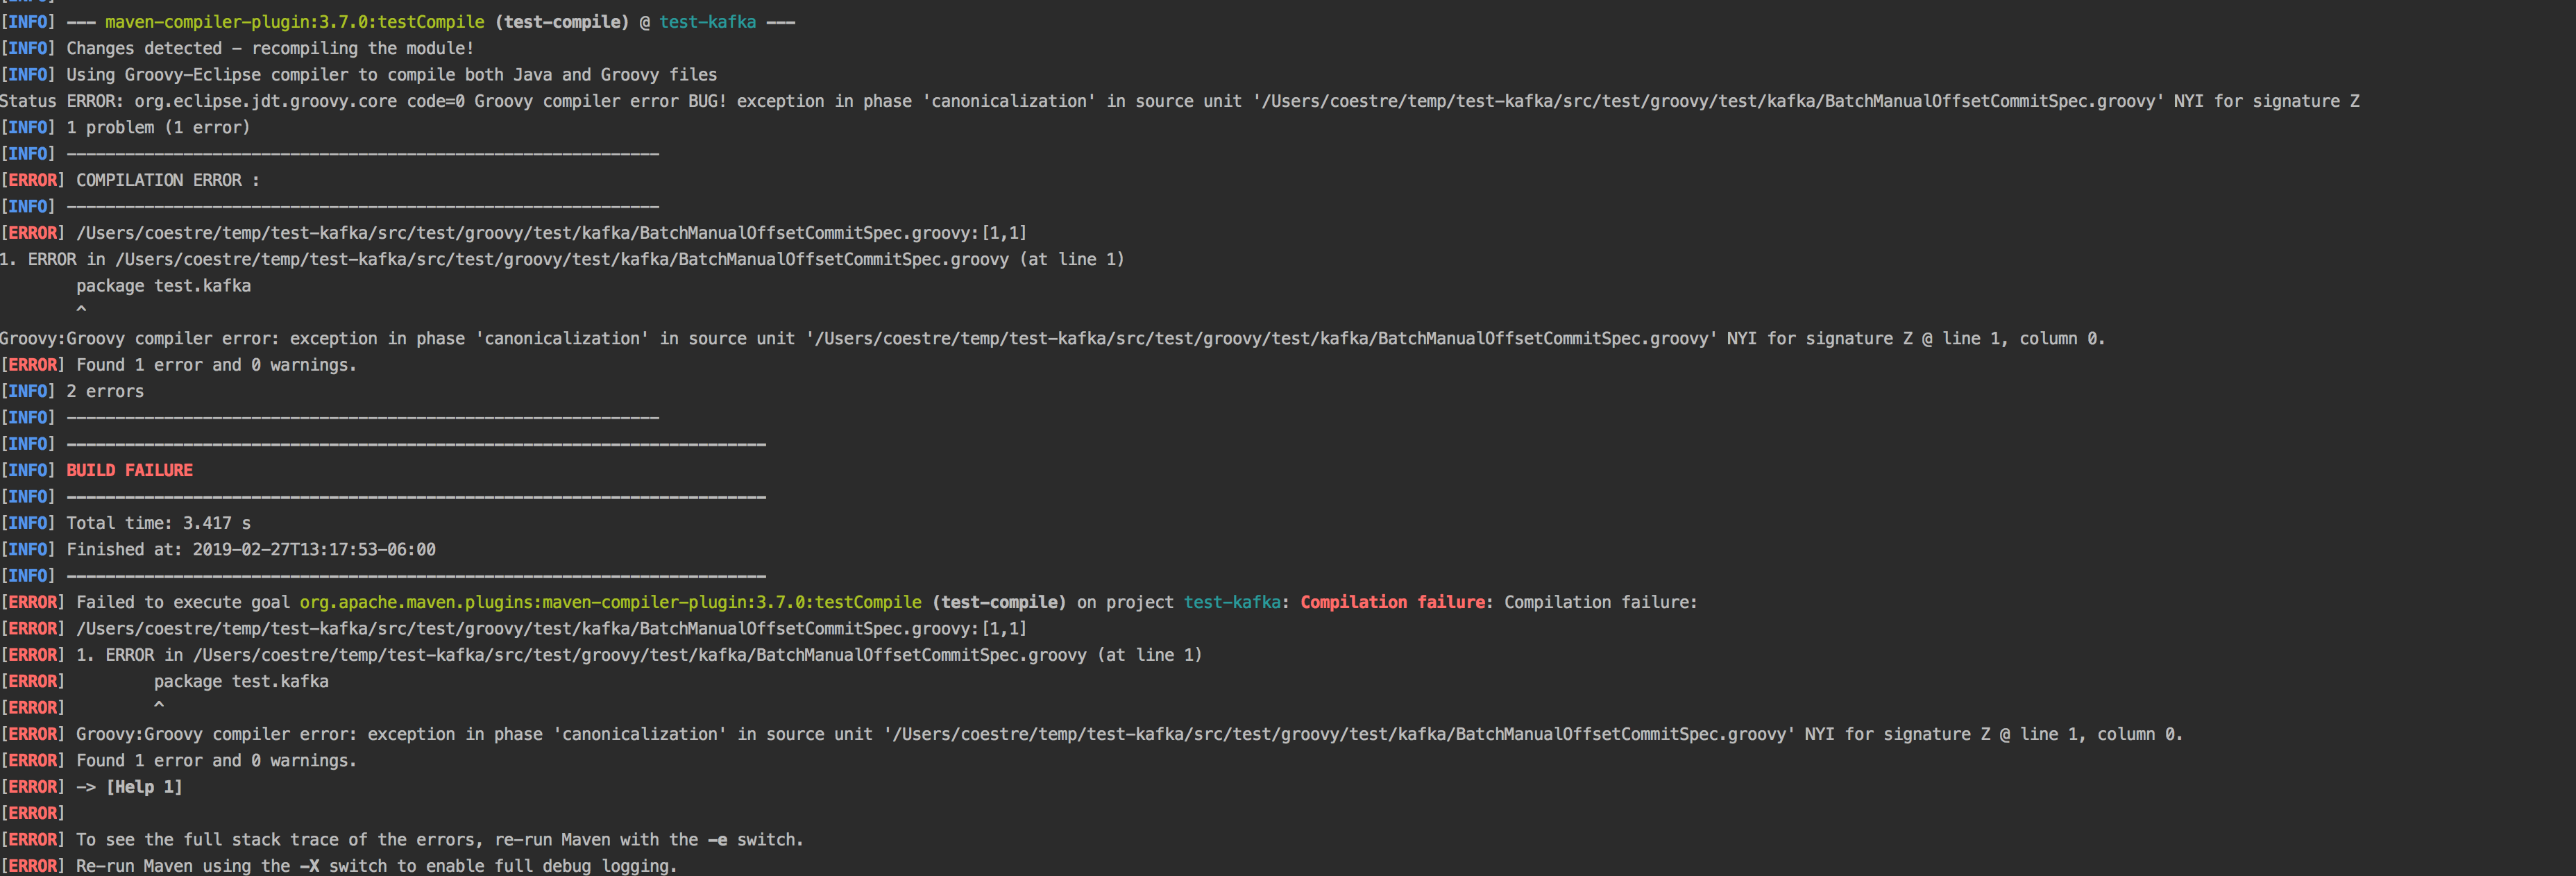 [INFO] --- maven-compiler-plugin:3.7.0:testCompile (test-compile) @ test-kafka ---
[INFO] Changes detected - recompiling the module!
[INFO] Using Groovy-Eclipse compiler to compile both Java and Groovy files
Status ERROR: org.eclipse.jdt.groovy.core code=0 Groovy compiler error BUG! exception in phase 'canonicalization' in source unit '/Users/coestre/temp/test-kafka/src/test/groovy/test/kafka/BatchManualOffsetCommitSpec.groovy' NYI for signature Z
[INFO] 1 problem (1 error)
[INFO] -------------------------------------------------------------
[ERROR] COMPILATION ERROR :
[INFO] -------------------------------------------------------------
[ERROR] /Users/coestre/temp/test-kafka/src/test/groovy/test/kafka/BatchManualOffsetCommitSpec.groovy:[1,1]
1. ERROR in /Users/coestre/temp/test-kafka/src/test/groovy/test/kafka/BatchManualOffsetCommitSpec.groovy (at line 1)
package test.kafka
^
Groovy:Groovy compiler error: exception in phase 'canonicalization' in source unit '/Users/coestre/temp/test-kafka/src/test/groovy/test/kafka/BatchManualOffsetCommitSpec.groovy' NYI for signature Z @ line 1, column 0.
[ERROR] Found 1 error and 0 warnings.
[INFO] 2 errors
[INFO] -------------------------------------------------------------
[INFO] ------------------------------------------------------------------------
[INFO] BUILD FAILURE
[INFO] ------------------------------------------------------------------------
[INFO] Total time: 3.417 s
[INFO] Finished at: 2019-02-27T13:17:53-06:00
[INFO] ------------------------------------------------------------------------
[ERROR] Failed to execute goal org.apache.maven.plugins:maven-compiler-plugin:3.7.0:testCompile (test-compile) on project test-kafka: Compilation failure: Compilation failure:
[ERROR] /Users/coestre/temp/test-kafka/src/test/groovy/test/kafka/BatchManualOffsetCommitSpec.groovy:[1,1]
[ERROR] 1. ERROR in /Users/coestre/temp/test-kafka/src/test/groovy/test/kafka/BatchManualOffsetCommitSpec.groovy (at line 1)
[ERROR] package test.kafka
[ERROR] ^
[ERROR] Groovy:Groovy compiler error: exception in phase 'canonicalization' in source unit '/Users/coestre/temp/test-kafka/src/test/groovy/test/kafka/BatchManualOffsetCommitSpec.groovy' NYI for signature Z @ line 1, column 0.
[ERROR] Found 1 error and 0 warnings.
[ERROR] -> [Help 1]
[ERROR]
[ERROR] To see the full stack trace of the errors, re-run Maven with the -e switch.
[ERROR] Re-run Maven using the -X switch to enable full debug logging.